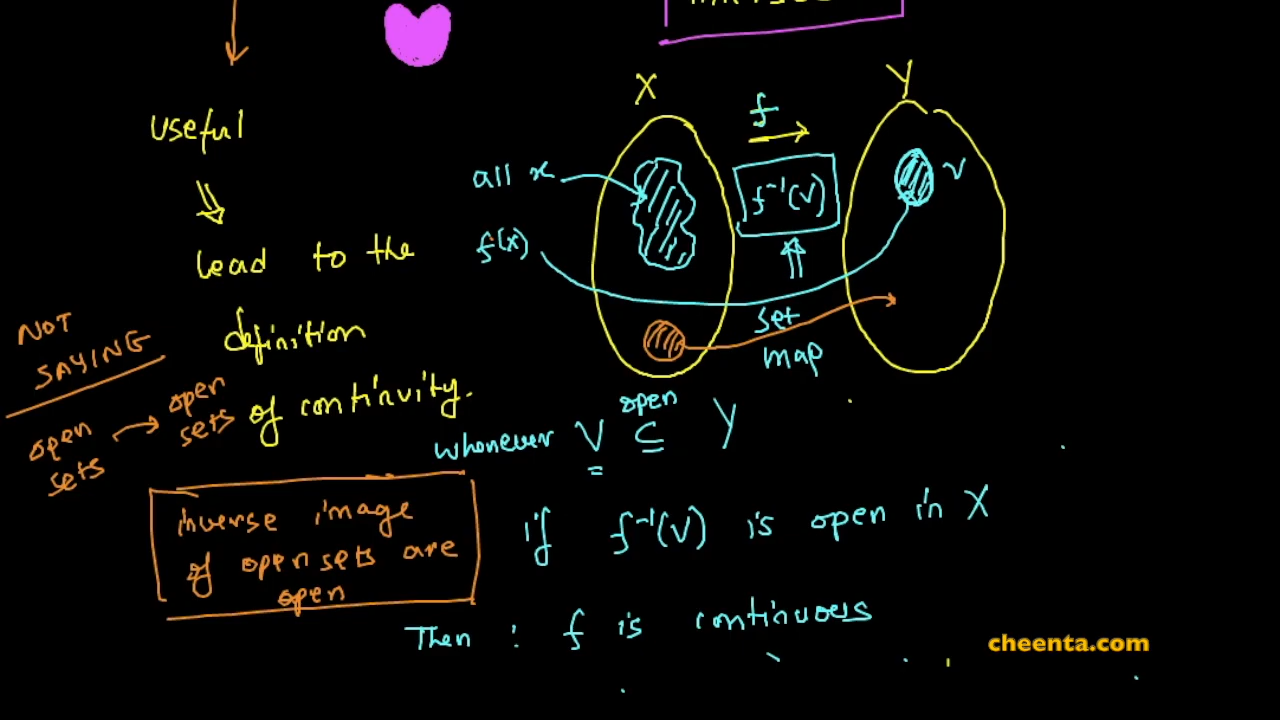 X
Y
f
useful
all x
f⁻¹(V)
V
f(x)
lead to the
set
map
definition
of continuity.
NOT
SAYING
open
sets
open
sets
whenever V open ⊆ Y
inverse image
of open sets are
open
if f⁻¹(V) is open in X
Then : f is continuous
cheenta.com